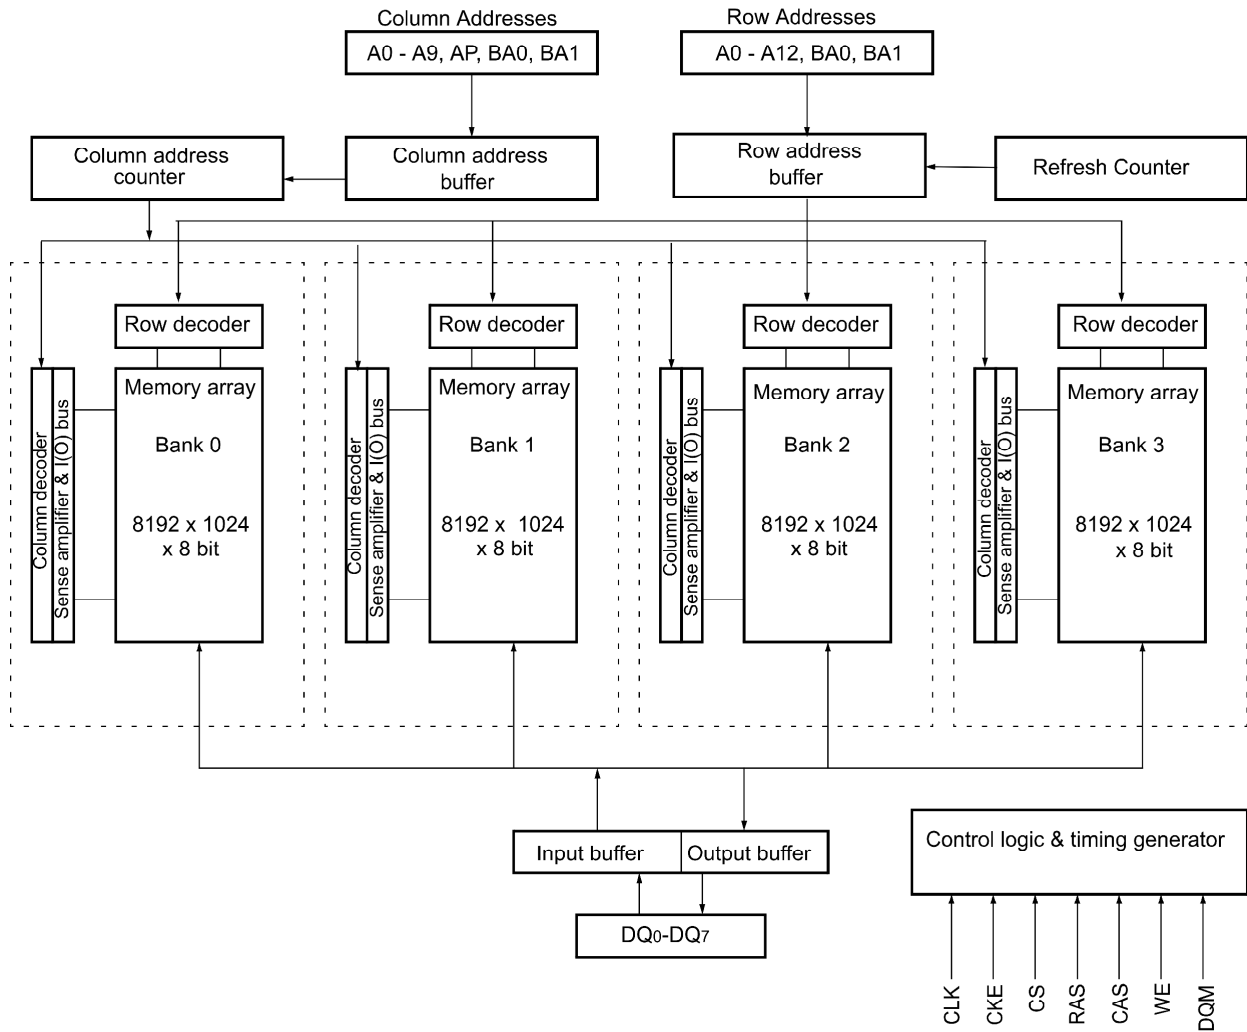 Column Addresses
A0 - A9, AP, BA0, BA1
Row Addresses
A0 - A12, BA0, BA1
Column address
counter
Column address
buffer
Row address
buffer
Refresh Counter
Row decoder
Row decoder
Row decoder
Row decoder
Column decoder
Sense amplifier & I(O) bus
Memory array
Bank 0
8192 x 1024
x 8 bit
Column decoder
Sense amplifier & I(O) bus
Memory array
Bank 1
8192 x 1024
x 8 bit
Column decoder
Sense amplifier & I(O) bus
Memory array
Bank 2
8192 x 1024
x 8 bit
Column decoder
Sense amplifier & I(O) bus
Memory array
Bank 3
8192 x 1024
x 8 bit
Input buffer
Output buffer
DQ0-DQ7
Control logic & timing generator
CLK
CKE
CS
RAS
CAS
WE
DQM